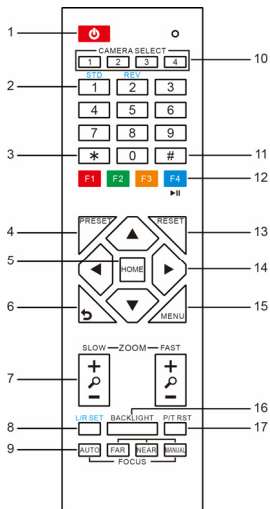 1
CAMERA SELECT
10
1 2 3 4
STD REV
2
1 2 3
4 5 6
7 8 9
3
* 0 #
11
F1 F2 F3 F4
12
4
PRESET RESET
13
5
HOME
14
6
MENU
15
SLOW ZOOM FAST
+ +
7
- -
16
L/R SET BACKLIGHT P/T RST
8
17
9
AUTO FAR NEAR MANUAL
FOCUS